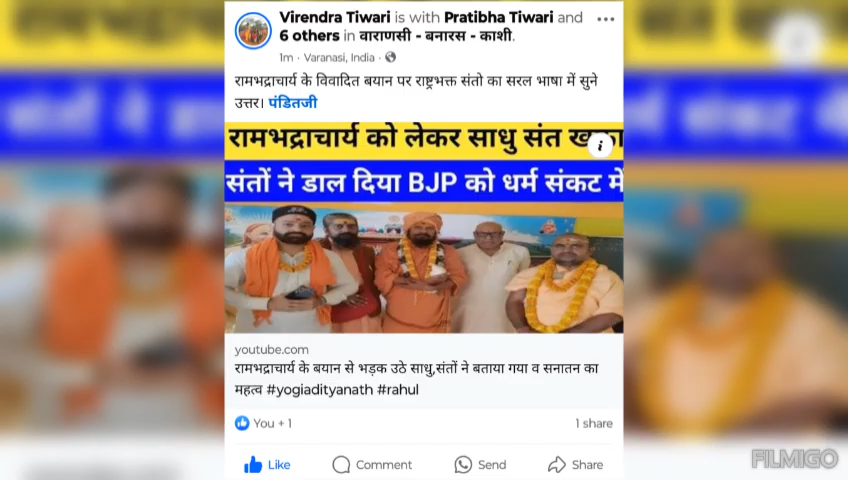 Virendra Tiwari is with Pratibha Tiwari and
6 others in वाराणसी - बनारस - काशी.
1m · Varanasi, India ·
रामभद्राचार्य के विवादित बयान पर राष्ट्रभक्त संतो का सरल भाषा में सुने
उत्तर। पंडितजी
रामभद्राचार्य को लेकर साधु संत
संतों ने डाल दिया BJP को धर्म संकट में
youtube.com
रामभद्राचार्य के बयान से भड़क उठे साधु,संतों ने बताया गया व सनातन का
महत्व #yogiadityanath #rahul
You + 1
1 share
Like Comment Send Share
FILMIGO